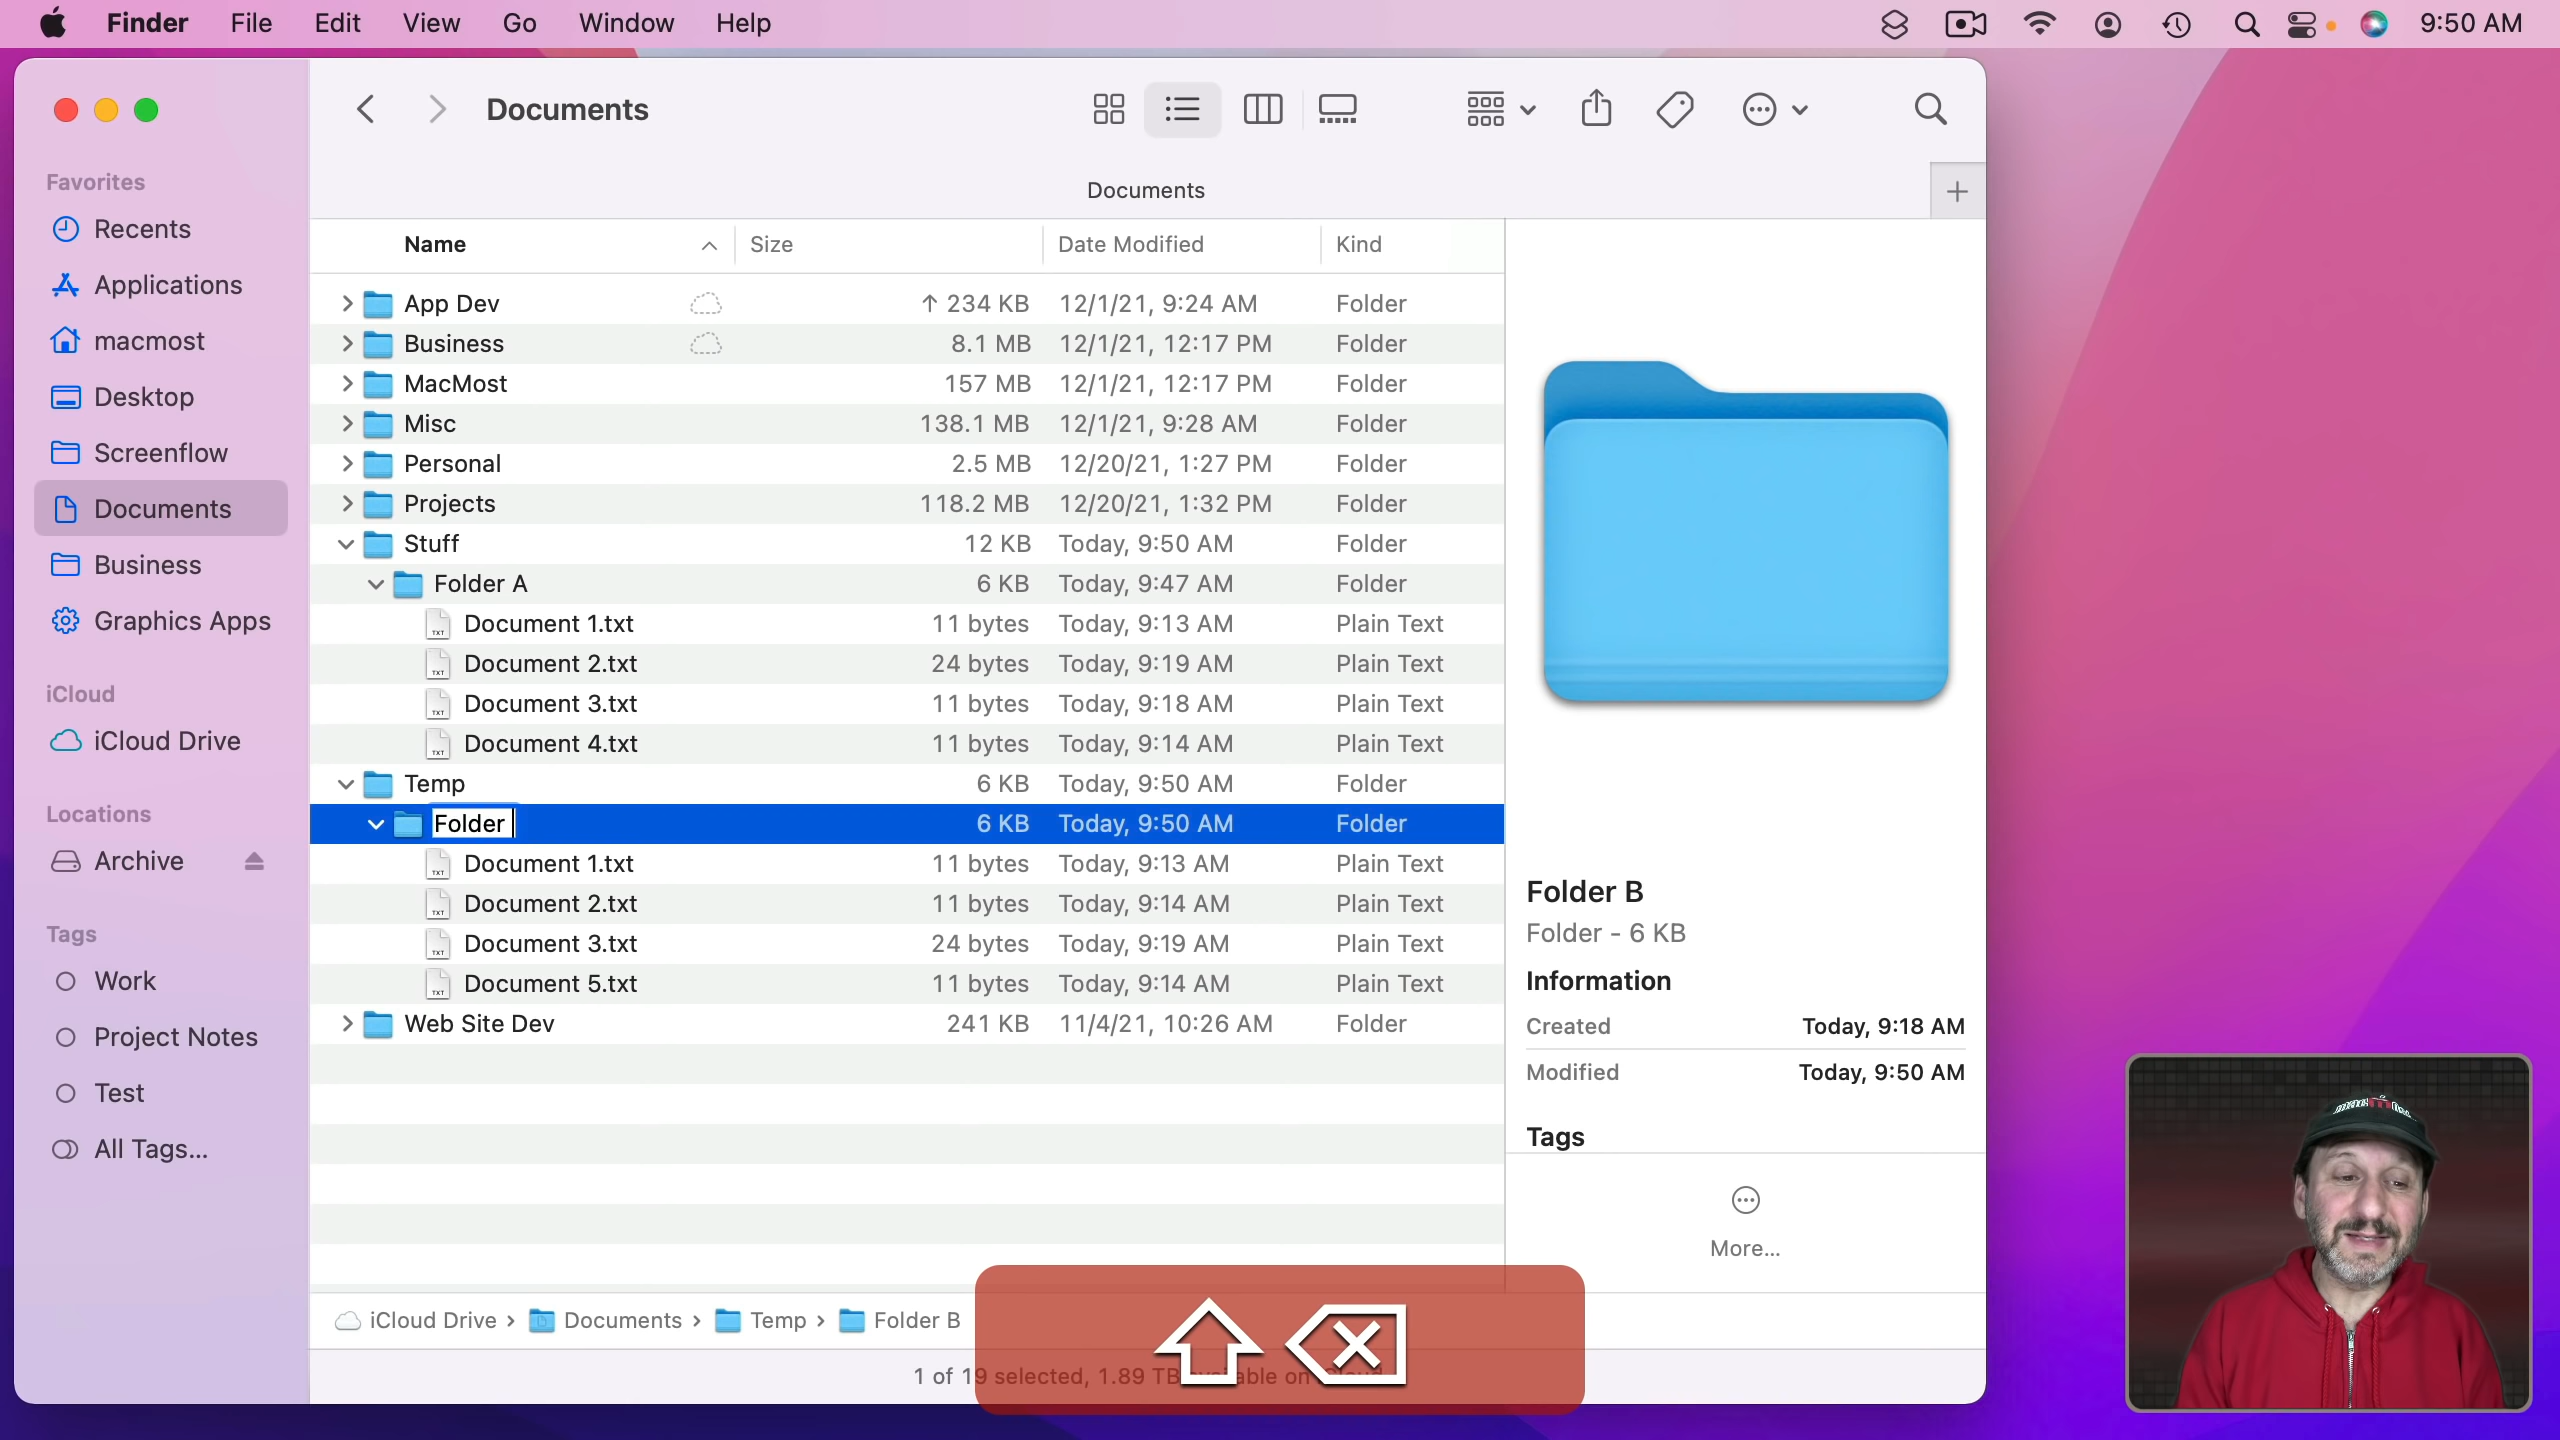 Finder File Edit View Go Window Help 9:50 AM
Documents
Documents
Favorites
Recents
Applications
macmost
Desktop
Screenflow
Documents
Business
Graphics Apps
iCloud
iCloud Drive
Locations
Archive
Tags
Work
Project Notes
Test
All Tags...
Name Size Date Modified Kind
App Dev ↑ 234 KB 12/1/21, 9:24 AM Folder
Business 8.1 MB 12/1/21, 12:17 PM Folder
MacMost 157 MB 12/1/21, 12:17 PM Folder
Misc 138.1 MB 12/1/21, 9:28 AM Folder
Personal 2.5 MB 12/20/21, 1:27 PM Folder
Projects 118.2 MB 12/20/21, 1:32 PM Folder
Stuff 12 KB Today, 9:50 AM Folder
Folder A 6 KB Today, 9:47 AM Folder
Document 1.txt 11 bytes Today, 9:13 AM Plain Text
Document 2.txt 24 bytes Today, 9:19 AM Plain Text
Document 3.txt 11 bytes Today, 9:18 AM Plain Text
Document 4.txt 11 bytes Today, 9:14 AM Plain Text
Temp 6 KB Today, 9:50 AM Folder
Folder 6 KB Today, 9:50 AM Folder
Document 1.txt 11 bytes Today, 9:13 AM Plain Text
Document 2.txt 11 bytes Today, 9:14 AM Plain Text
Document 3.txt 24 bytes Today, 9:19 AM Plain Text
Document 5.txt 11 bytes Today, 9:14 AM Plain Text
Web Site Dev 241 KB 11/4/21, 10:26 AM Folder
Folder B
Folder - 6 KB
Information
Created Today, 9:18 AM
Modified Today, 9:50 AM
Tags
More...
iCloud Drive › Documents › Temp › Folder B
1 of 19 selected, 1.89 TB available on iCloud
macmost